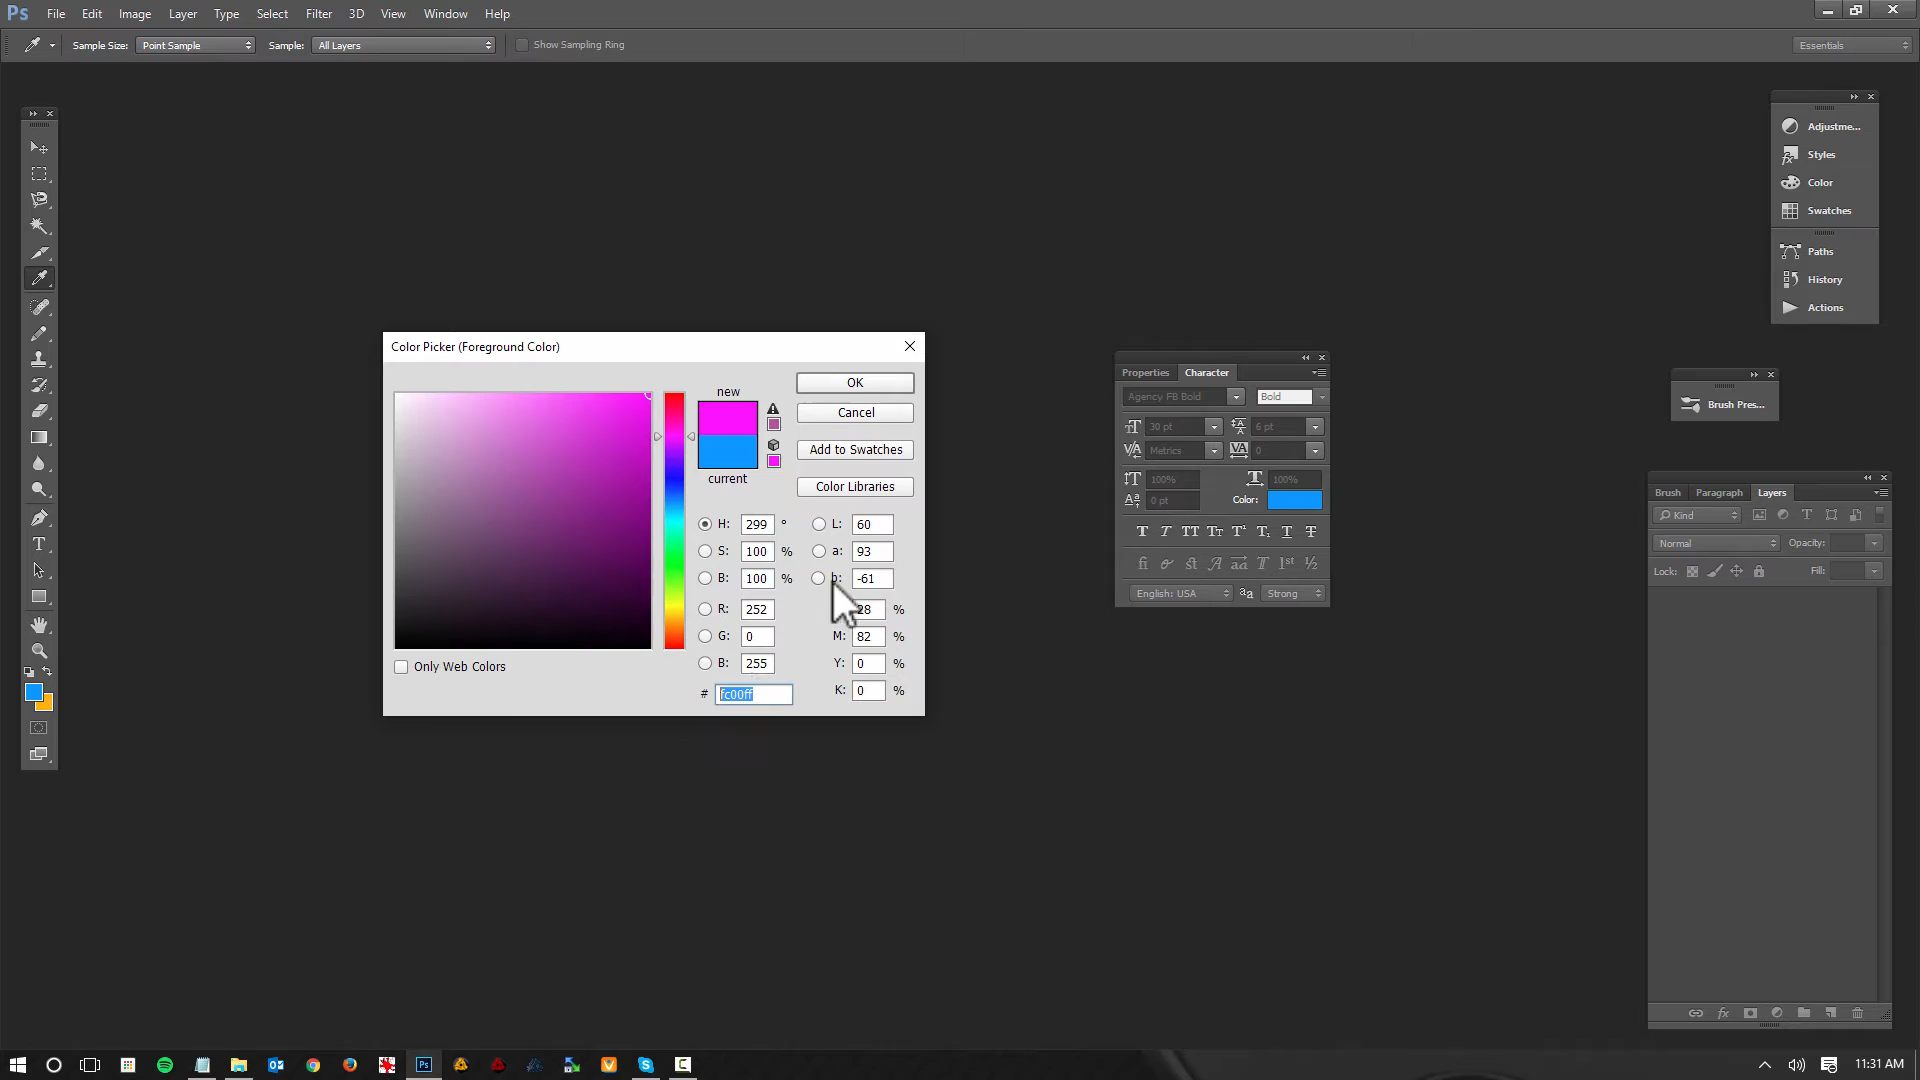 Ps File Edit Image Layer Type Select Filter 3D View Window Help
Sample Size: Point Sample Sample: All Layers Show Sampling Ring Essentials
Adjustme...
Styles
Color
Swatches
Paths
History
Actions
Color Picker (Foreground Color)
new
current
OK
Cancel
Add to Swatches
Color Libraries
H: 299 ° L: 60
S: 100 % a: 93
B: 100 % b: -61
R: 252 28 %
G: 0 M: 82 %
B: 255 Y: 0 %
# fc00ff K: 0 %
Only Web Colors
Properties Character
Agency FB Bold Bold
30 pt 6 pt
Metrics 0
100% 100%
0 pt Color:
English: USA aa Strong
Brush Pres...
Brush Paragraph Layers
Kind
Normal Opacity:
Lock: Fill:
11:31 AM